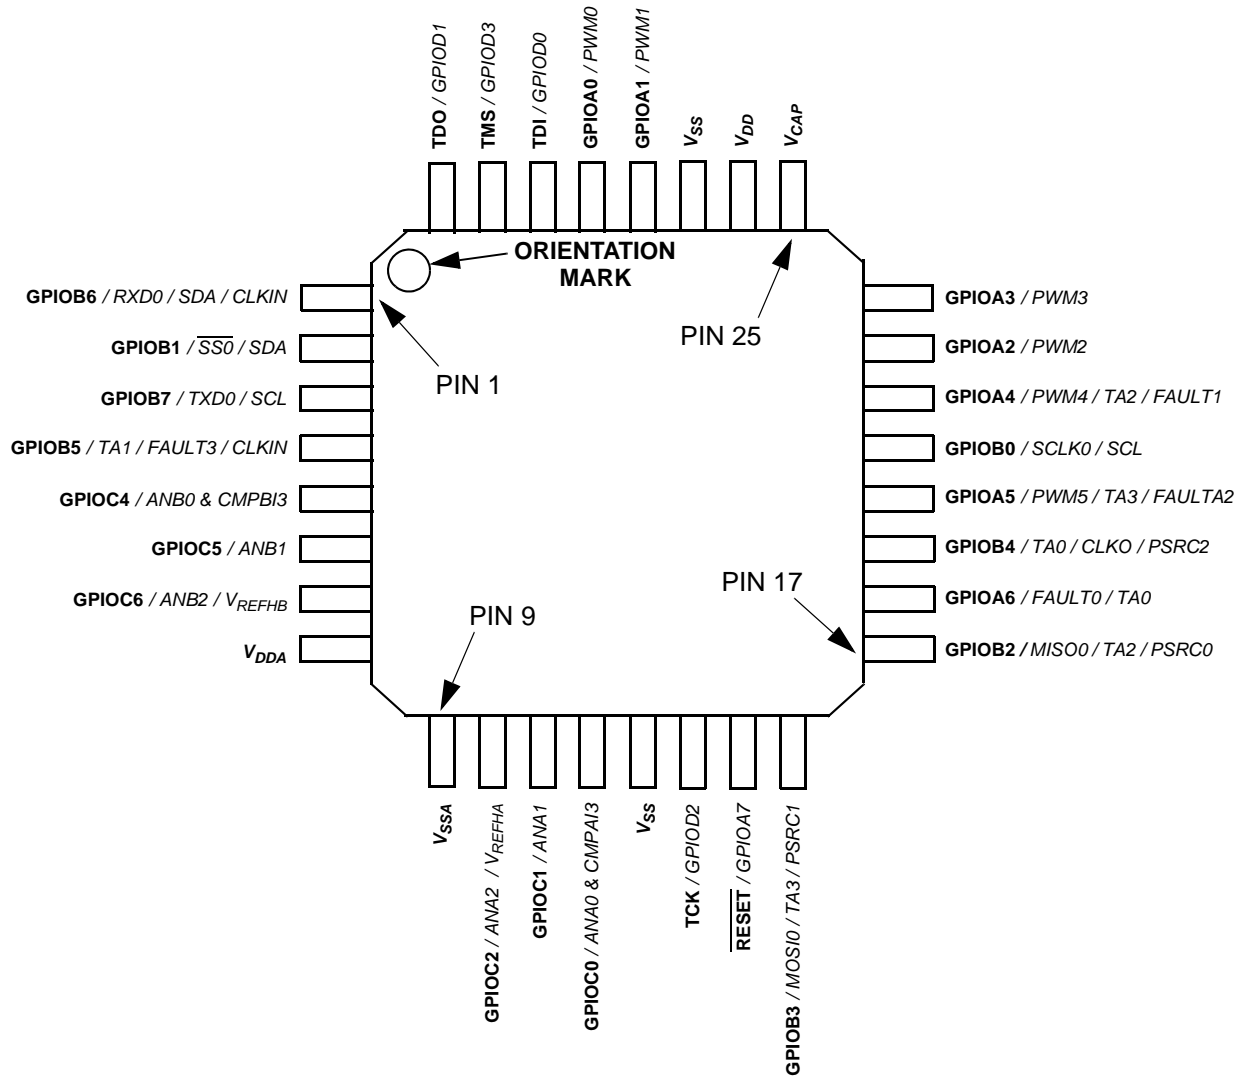 TDO / GPIOD1
TMS / GPIOD3
TDI / GPIOD0
GPIOA0 / PWM0
GPIOA1 / PWM1
VSS
VDD
VCAP
ORIENTATION
MARK
GPIOB6 / RXD0 / SDA / CLKIN
GPIOB1 / SS0 / SDA
GPIOB7 / TXD0 / SCL
GPIOB5 / TA1 / FAULT3 / CLKIN
GPIOC4 / ANB0 & CMPBI3
GPIOC5 / ANB1
GPIOC6 / ANB2 / VREFHB
VDDA
PIN 1
PIN 25
PIN 9
PIN 17
GPIOA3 / PWM3
GPIOA2 / PWM2
GPIOA4 / PWM4 / TA2 / FAULT1
GPIOB0 / SCLK0 / SCL
GPIOA5 / PWM5 / TA3 / FAULTA2
GPIOB4 / TA0 / CLKO / PSRC2
GPIOA6 / FAULT0 / TA0
GPIOB2 / MISO0 / TA2 / PSRC0
VSSA
GPIOC2 / ANA2 / VREFHA
GPIOC1 / ANA1
GPIOC0 / ANA0 & CMPAI3
VSS
TCK / GPIOD2
RESET / GPIOA7
GPIOB3 / MOSI0 / TA3 / PSRC1